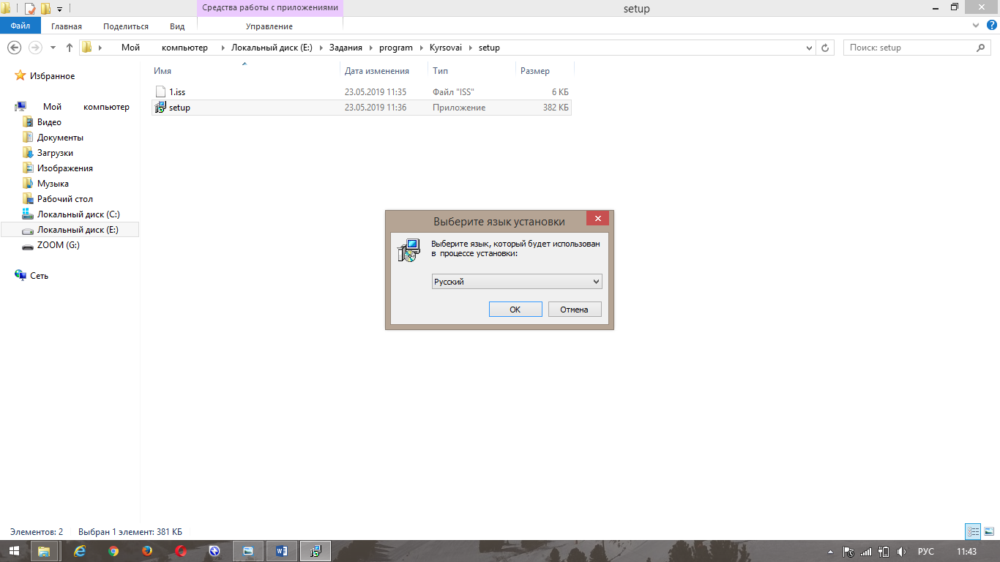 Средства работы с приложениями
setup
Файл Главная Поделиться Вид Управление
Мой компьютер Локальный диск (E:) Задания program Kyrsovai setup
Поиск: setup
Имя Дата изменения Тип Размер
1.iss 23.05.2019 11:35 Файл "ISS" 6 КБ
setup 23.05.2019 11:36 Приложение 382 КБ
Избранное
Мой компьютер
Видео
Документы
Загрузки
Изображения
Музыка
Рабочий стол
Локальный диск (C:)
Локальный диск (E:)
ZOOM (G:)
Сеть
Выберите язык установки
Выберите язык, который будет использован
в процессе установки:
Русский
ОК Отмена
Элементов: 2 Выбран 1 элемент: 381 КБ
РУС 11:43